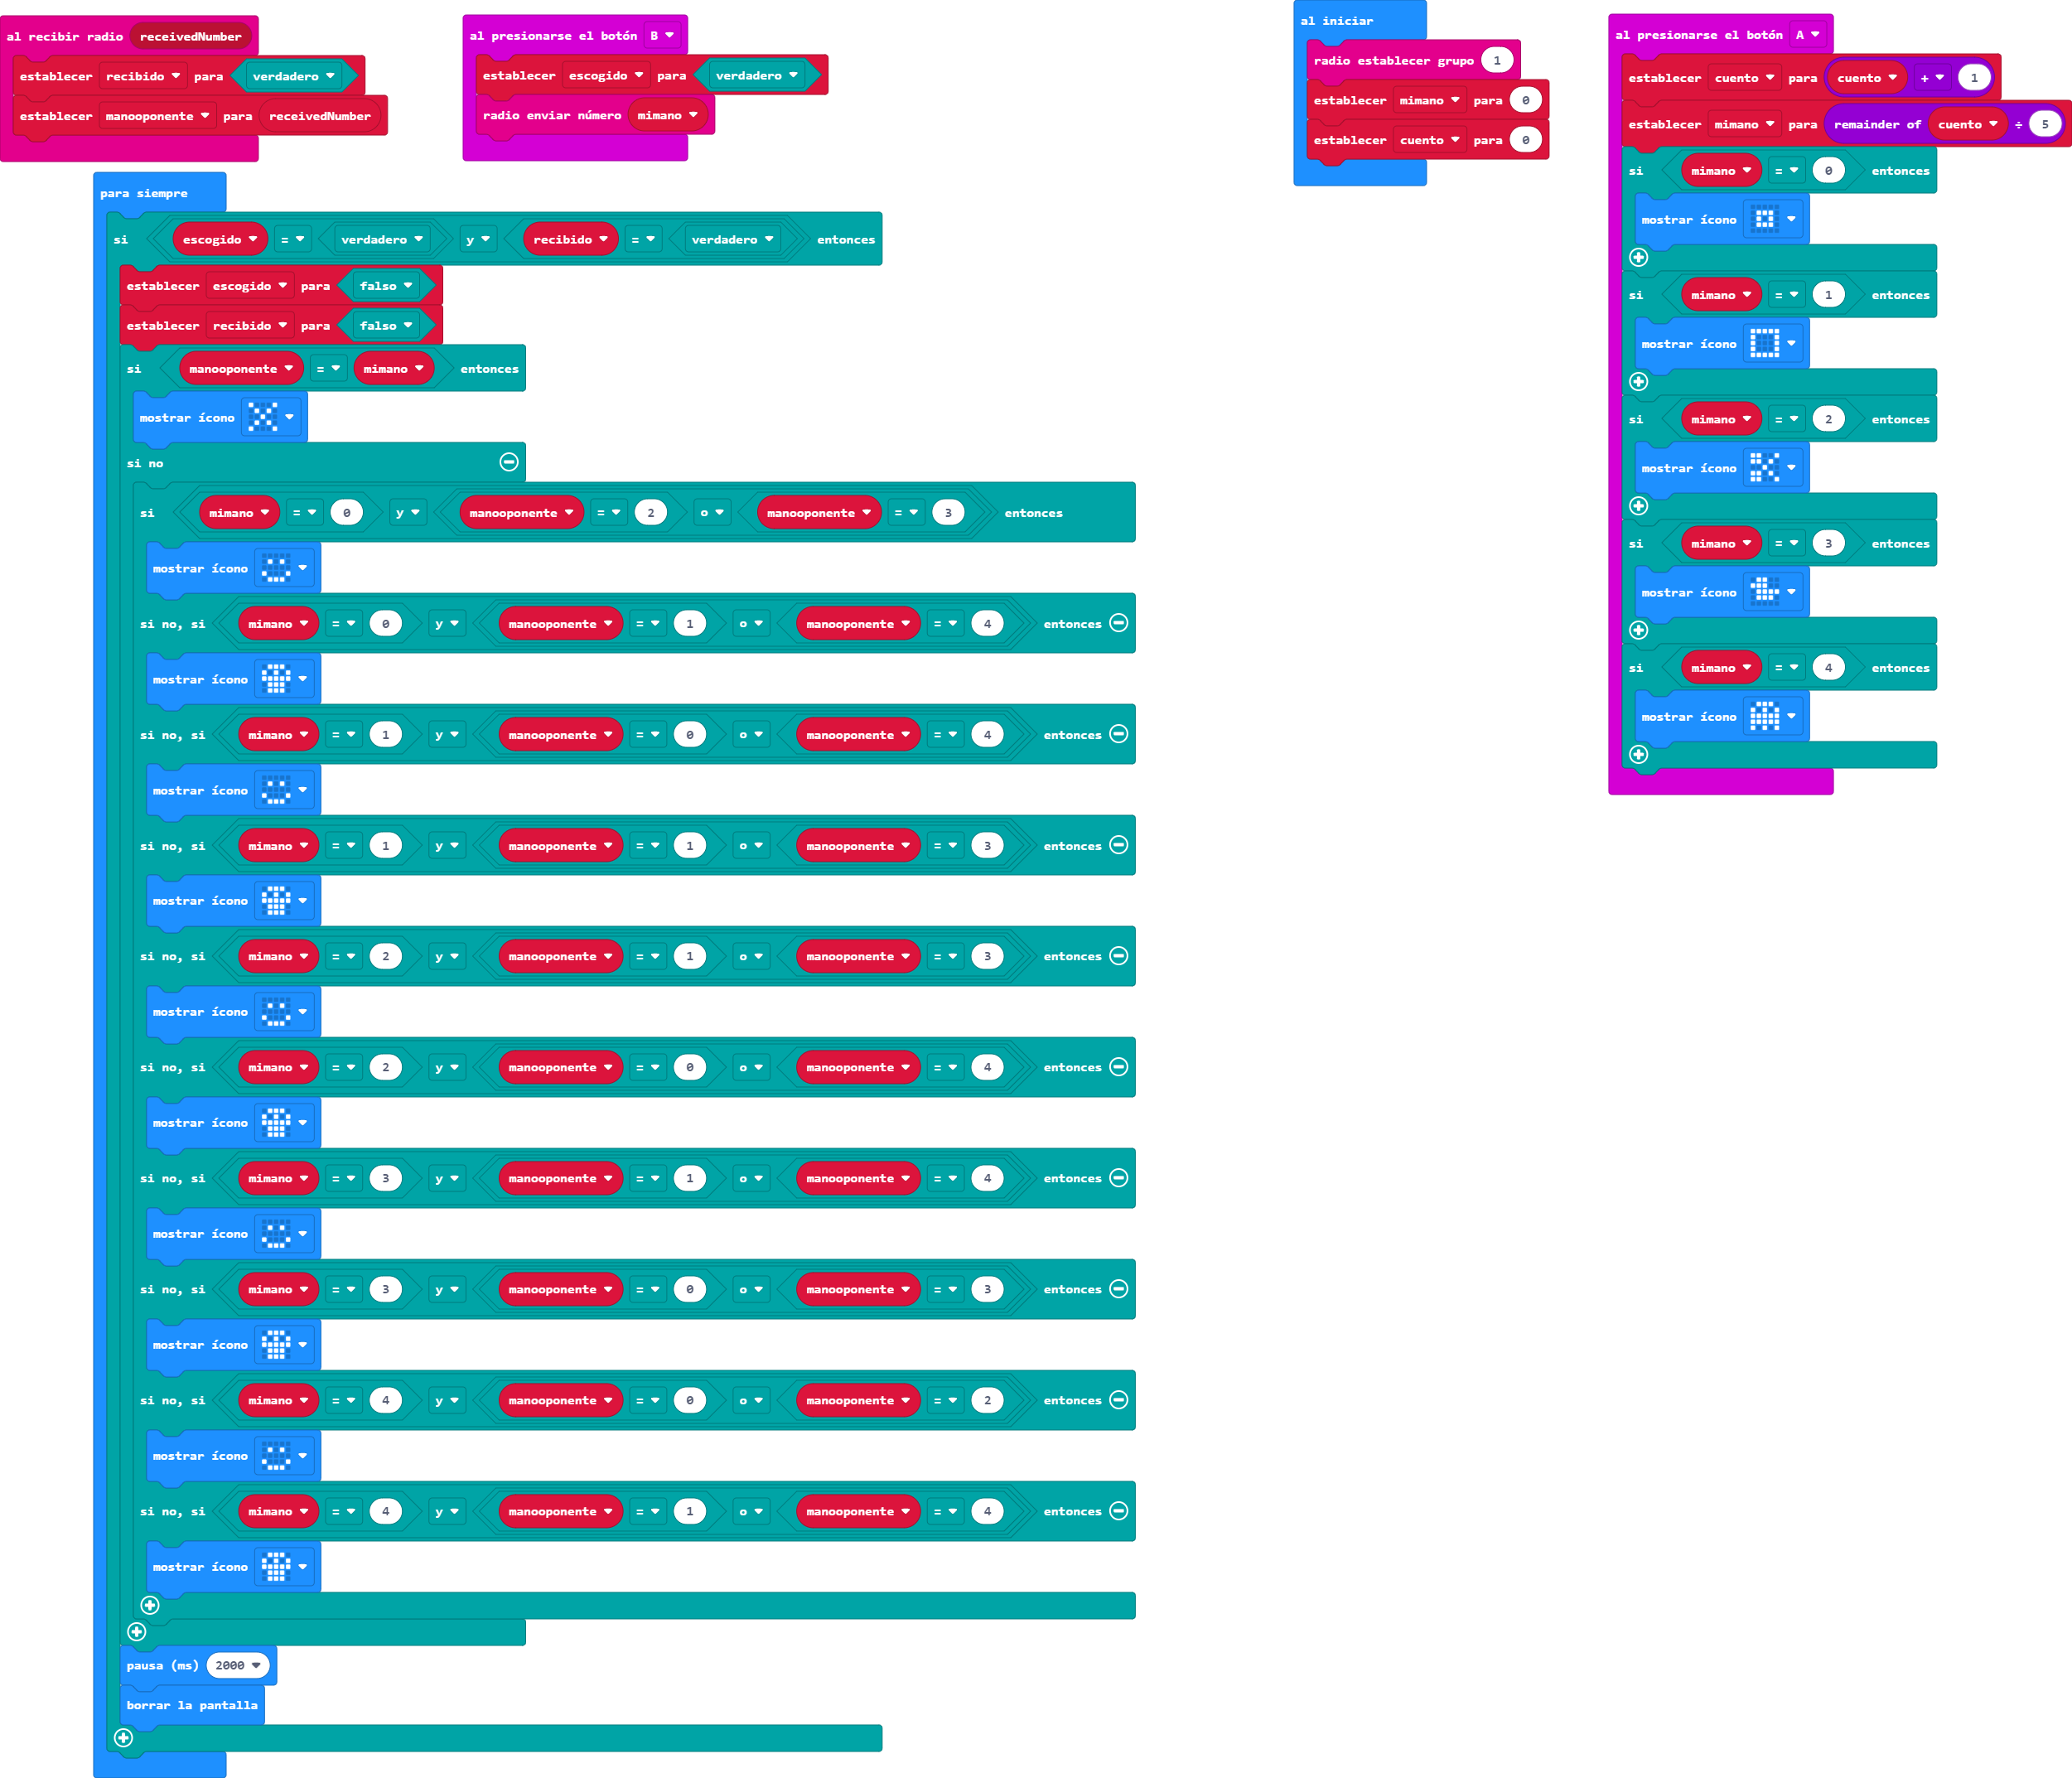 al recibir radio receivedNumber
establecer recibido para verdadero
establecer manooponente para receivedNumber
al presionarse el botón B
establecer escogido para verdadero
radio enviar número mimano
al iniciar
radio establecer grupo 1
establecer mimano para 0
establecer cuento para 0
al presionarse el botón A
establecer cuento para cuento + 1
establecer mimano para remainder of cuento ÷ 5
si mimano = 0 entonces
mostrar ícono
si mimano = 1 entonces
mostrar ícono
si mimano = 2 entonces
mostrar ícono
si mimano = 3 entonces
mostrar ícono
si mimano = 4 entonces
mostrar ícono
para siempre
si escogido = verdadero y recibido = verdadero entonces
establecer escogido para falso
establecer recibido para falso
si manooponente = mimano entonces
mostrar ícono
si no
si mimano = 0 y manooponente = 2 o manooponente = 3 entonces
mostrar ícono
si no, si mimano = 0 y manooponente = 1 o manooponente = 4 entonces
mostrar ícono
si no, si mimano = 1 y manooponente = 0 o manooponente = 4 entonces
mostrar ícono
si no, si mimano = 1 y manooponente = 1 o manooponente = 3 entonces
mostrar ícono
si no, si mimano = 2 y manooponente = 1 o manooponente = 3 entonces
mostrar ícono
si no, si mimano = 2 y manooponente = 0 o manooponente = 4 entonces
mostrar ícono
si no, si mimano = 3 y manooponente = 1 o manooponente = 4 entonces
mostrar ícono
si no, si mimano = 3 y manooponente = 0 o manooponente = 3 entonces
mostrar ícono
si no, si mimano = 4 y manooponente = 0 o manooponente = 2 entonces
mostrar ícono
si no, si mimano = 4 y manooponente = 1 o manooponente = 4 entonces
mostrar ícono
pausa (ms) 2000
borrar la pantalla